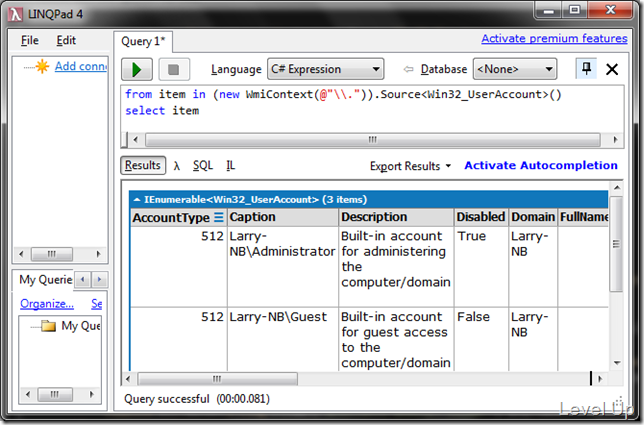 LINQPad 4
File Edit
Add conne
Query 1*
Activate premium features
Language C# Expression Database <None>
from item in (new WmiContext(@"\\.")).Source<Win32_UserAccount>()
select item
Results λ SQL IL Export Results Activate Autocompletion
IEnumerable<Win32_UserAccount> (3 items)
AccountType Caption Description Disabled Domain FullName
512 Larry- Built-in account True Larry-
NB\Administrator for administering NB
the
computer/domain
512 Larry-NB\Guest Built-in account False Larry-
for guest access NB
to the
computer/domain
My Querie
Organize... Se
My Que
Query successful (00:00.081)
Level Up